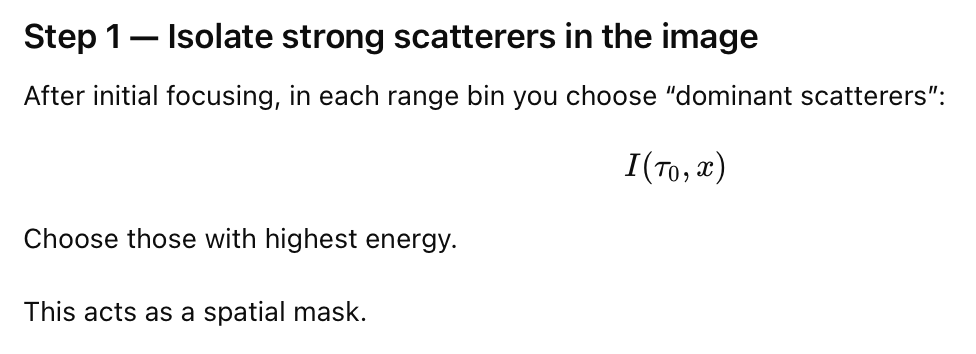 Step 1 — Isolate strong scatterers in the image
After initial focusing, in each range bin you choose “dominant scatterers”:
I(τ₀, x)
Choose those with highest energy.
This acts as a spatial mask.